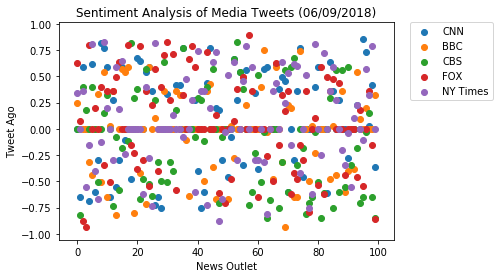 Sentiment Analysis of Media Tweets (06/09/2018)
1.00
0.75
0.50
0.25
0.00
−0.25
−0.50
−0.75
−1.00
Tweet Ago
0
20
40
60
80
100
News Outlet
CNN
BBC
CBS
FOX
NY Times